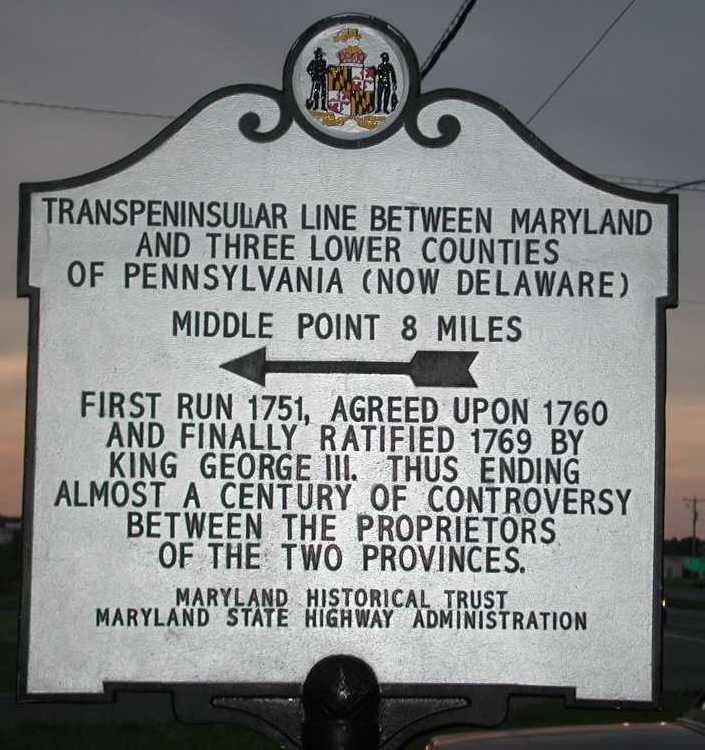 TRANSPENINSULAR LINE BETWEEN MARYLAND
AND THREE LOWER COUNTIES
OF PENNSYLVANIA (NOW DELAWARE)
MIDDLE POINT 8 MILES
FIRST RUN 1751, AGREED UPON 1760
AND FINALLY RATIFIED 1769 BY
KING GEORGE III. THUS ENDING
ALMOST A CENTURY OF CONTROVERSY
BETWEEN THE PROPRIETORS
OF THE TWO PROVINCES.
MARYLAND HISTORICAL TRUST
MARYLAND STATE HIGHWAY ADMINISTRATION